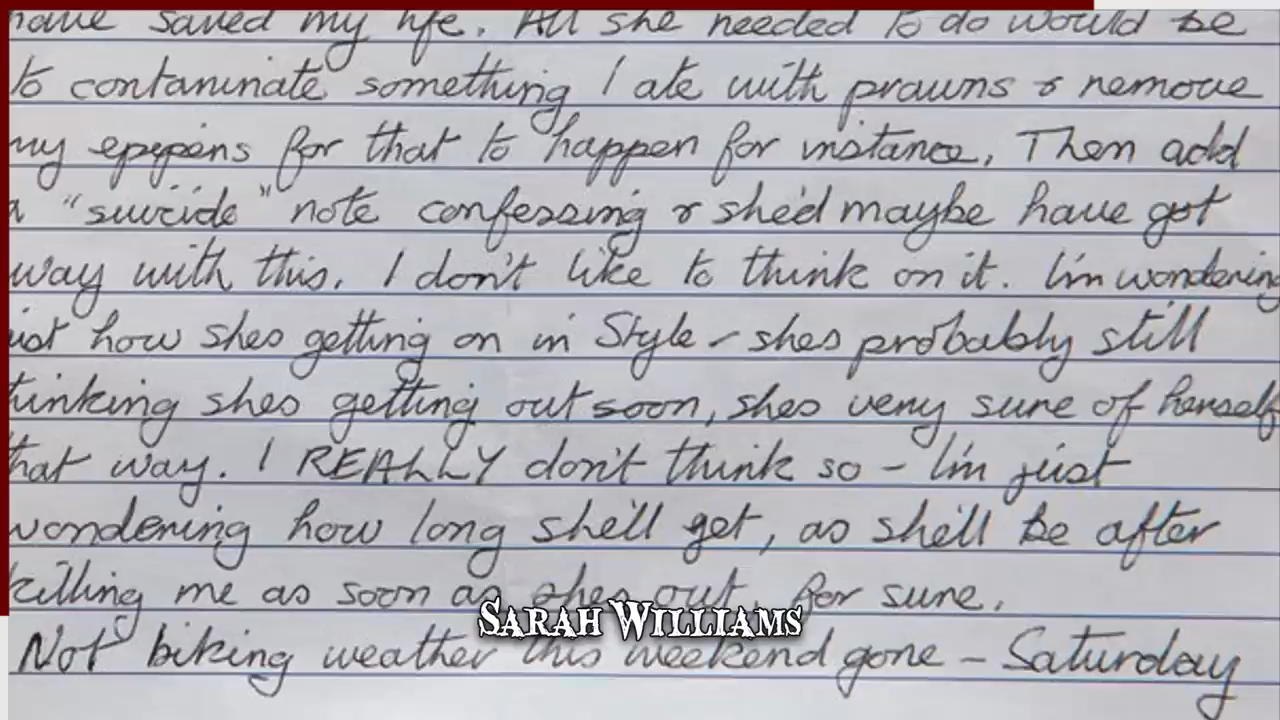 have saved my life. All she needed to do would be
to contaminate something I ate with prawns & remove
my epipens for that to happen for instance. Then add
a "suicide" note confessing & she'd maybe have got
way with this. I don't like to think on it. I'm wondering
ust how shes getting on in Style - shes probably still
hinking shes getting out soon, shes very sure of herself
that way. I REALLY don't think so - I'm just
wondering how long she'll get, as she'll be after
killing me as soon as shes out, for sure.
SARAH WILLIAMS
Not biking weather this weekend gone - Saturday